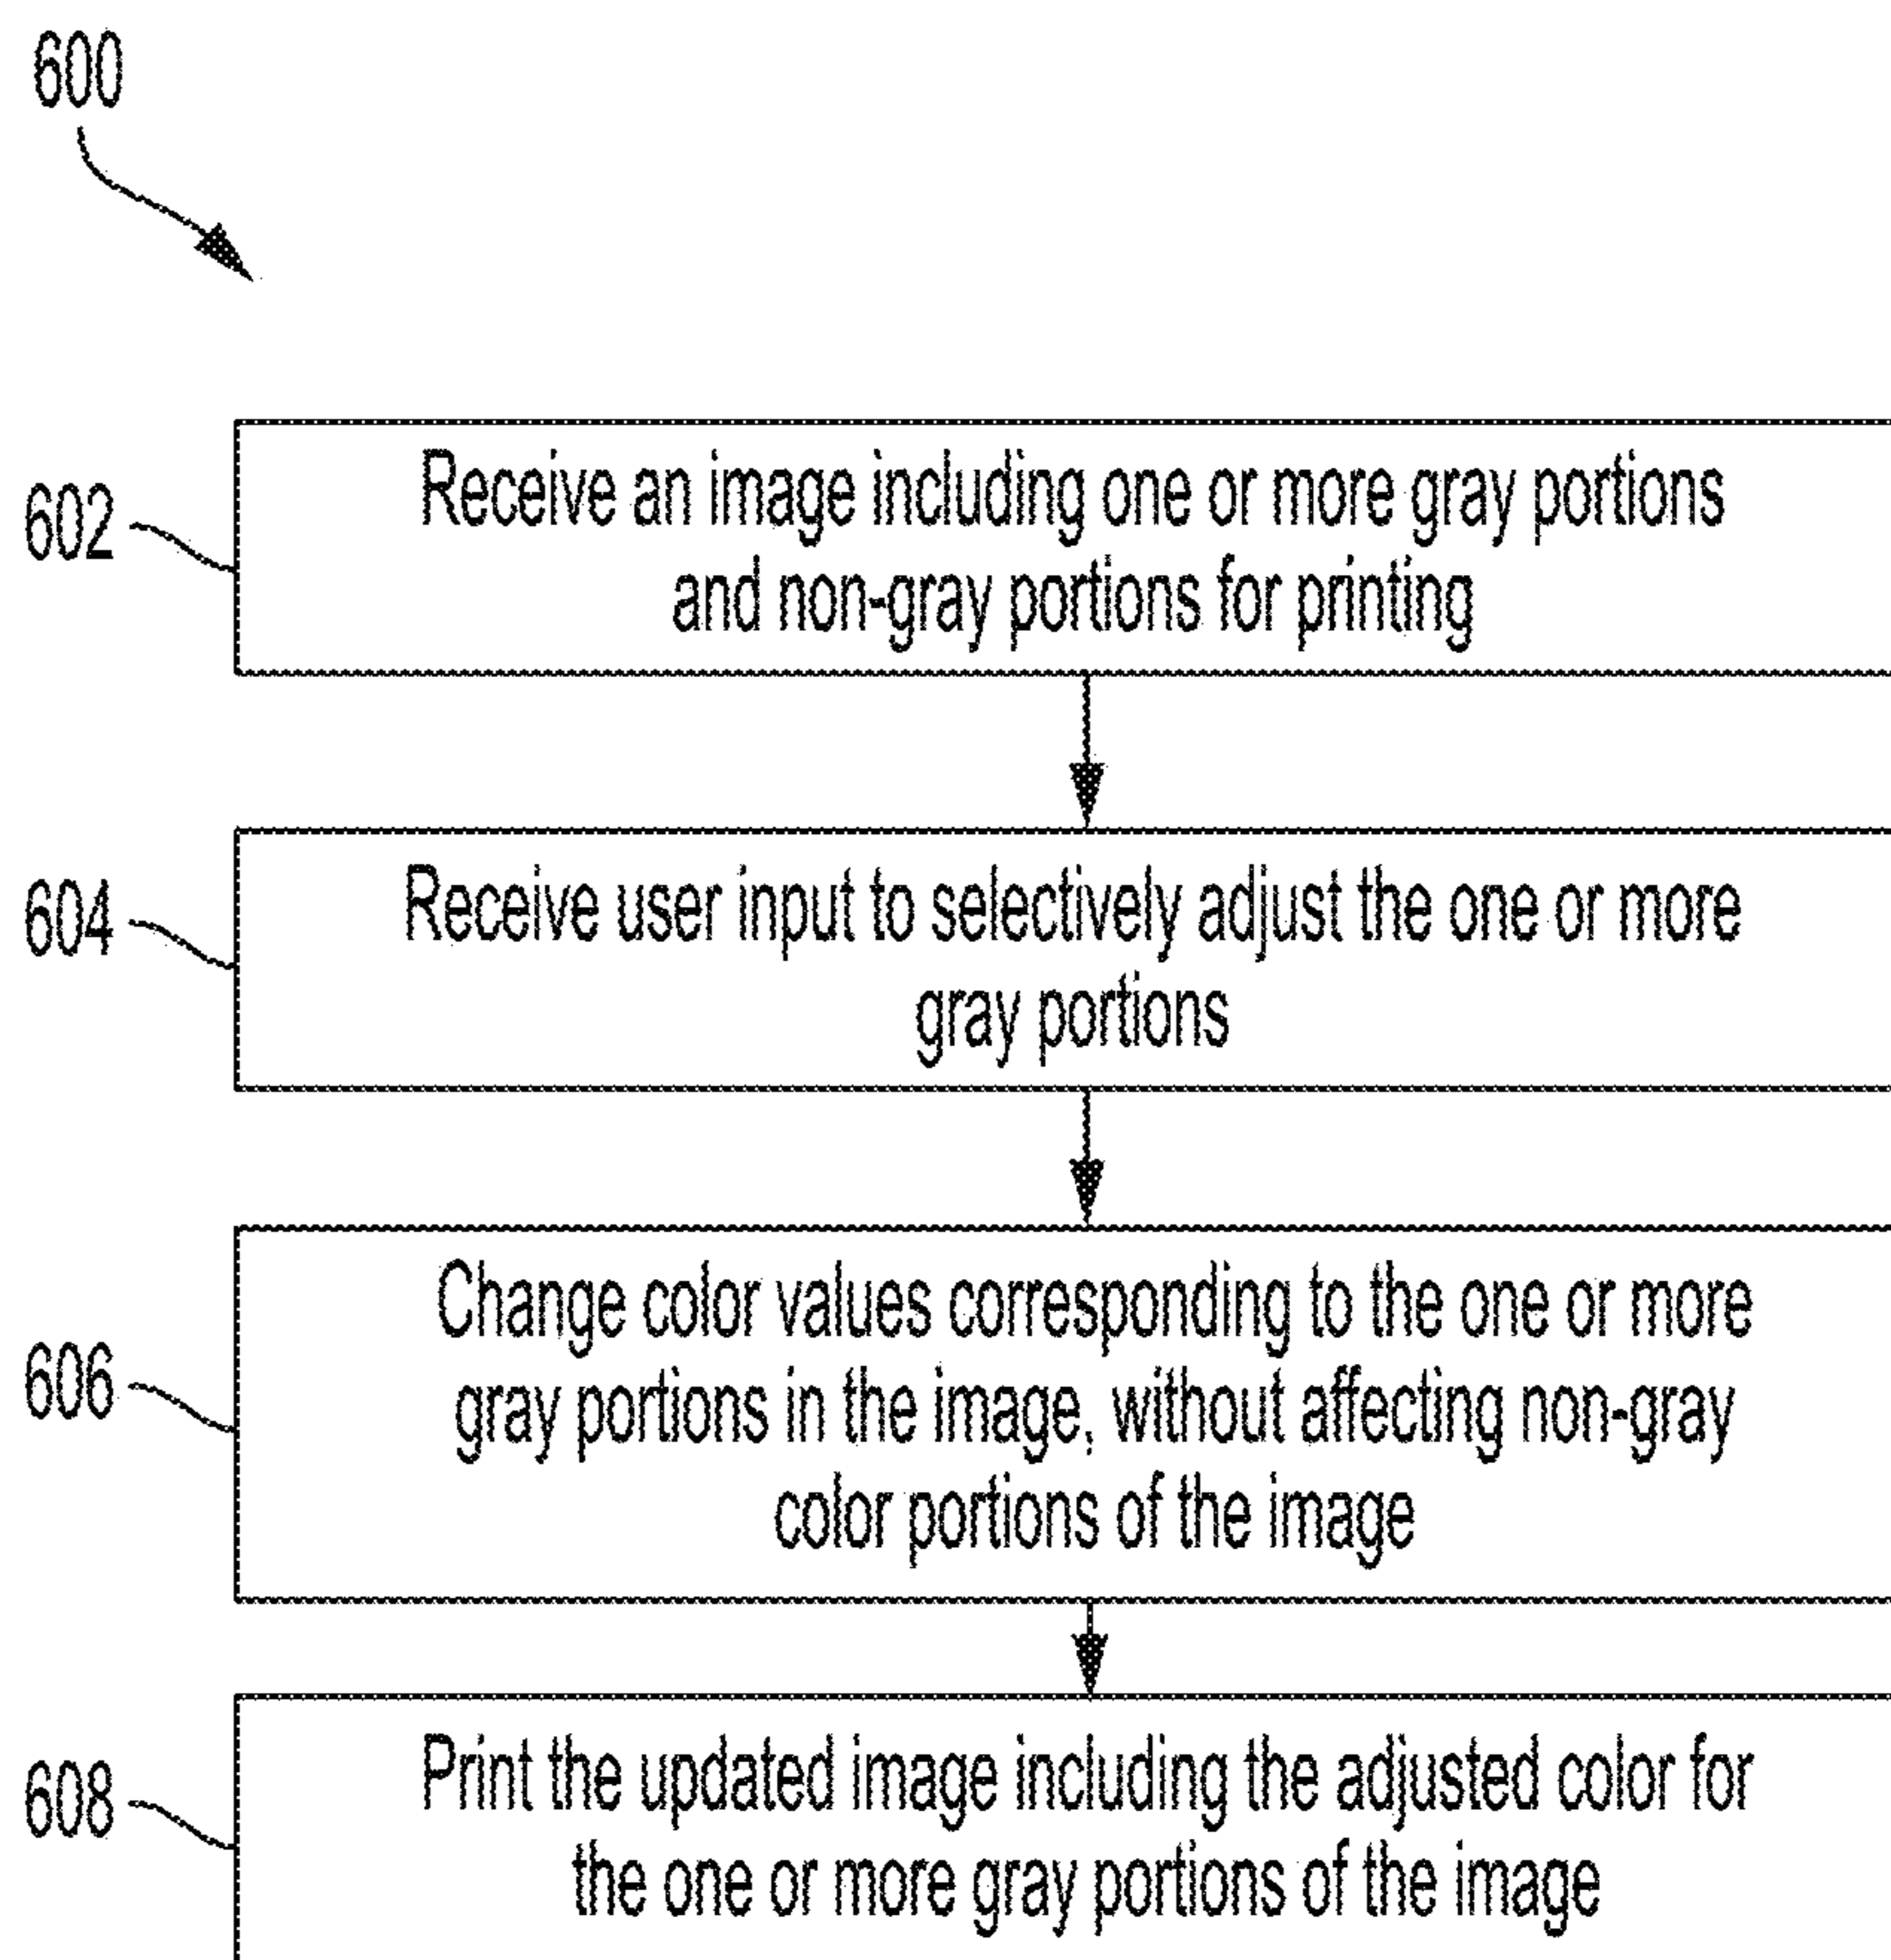 600
602
Receive an image including one or more gray portions
and non-gray portions for printing
604
Receive user input to selectively adjust the one or more
gray portions
606
Change color values corresponding to the one or more
gray portions in the image, without affecting non-gray
color portions of the image
608
Print the updated image including the adjusted color for
the one or more gray portions of the image